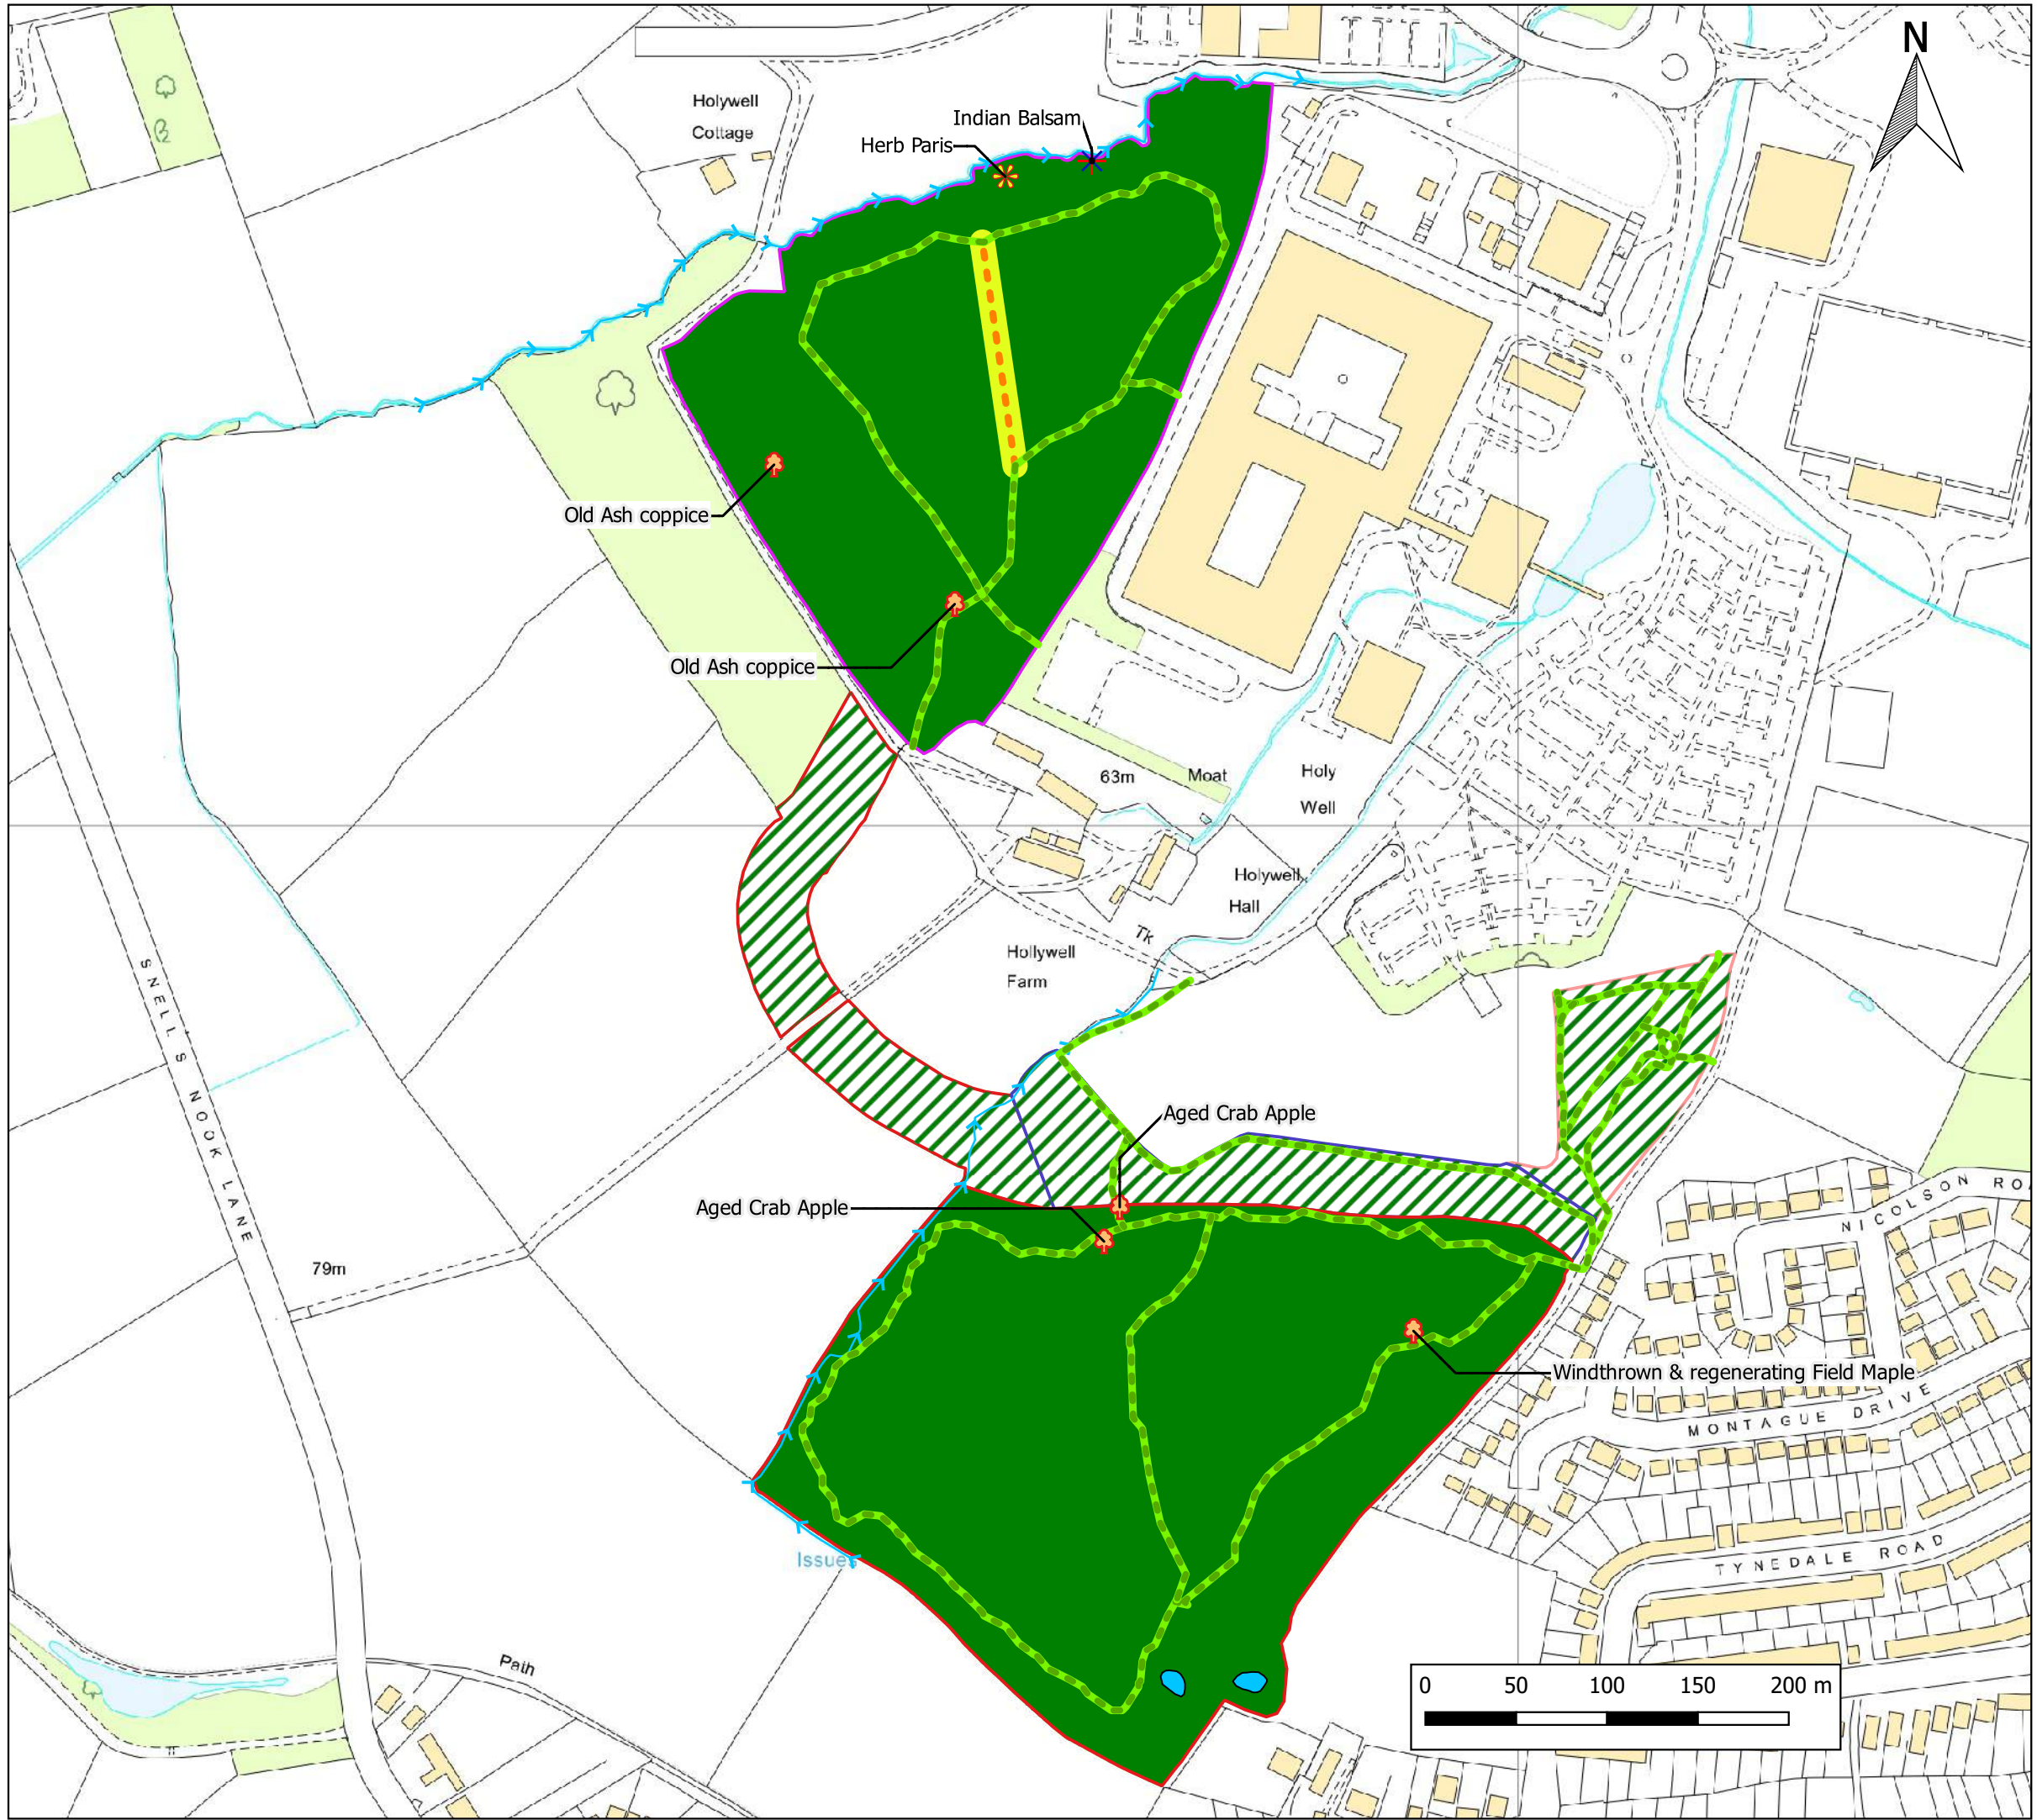 N
Holywell
Cottage
Indian Balsam
Herb Paris
Old Ash coppice
Old Ash coppice
63m
Moat
Holy
Well
Holywell
Hall
Tk
Hollywell
Farm
SNELLS NOOK LANE
Aged Crab Apple
Aged Crab Apple
NICOLSON RO
79m
Windthrown & regenerating Field Maple
MONTAGUE DRIVE
Issues
TYNEDALE ROAD
Path
0 50 100 150 200 m